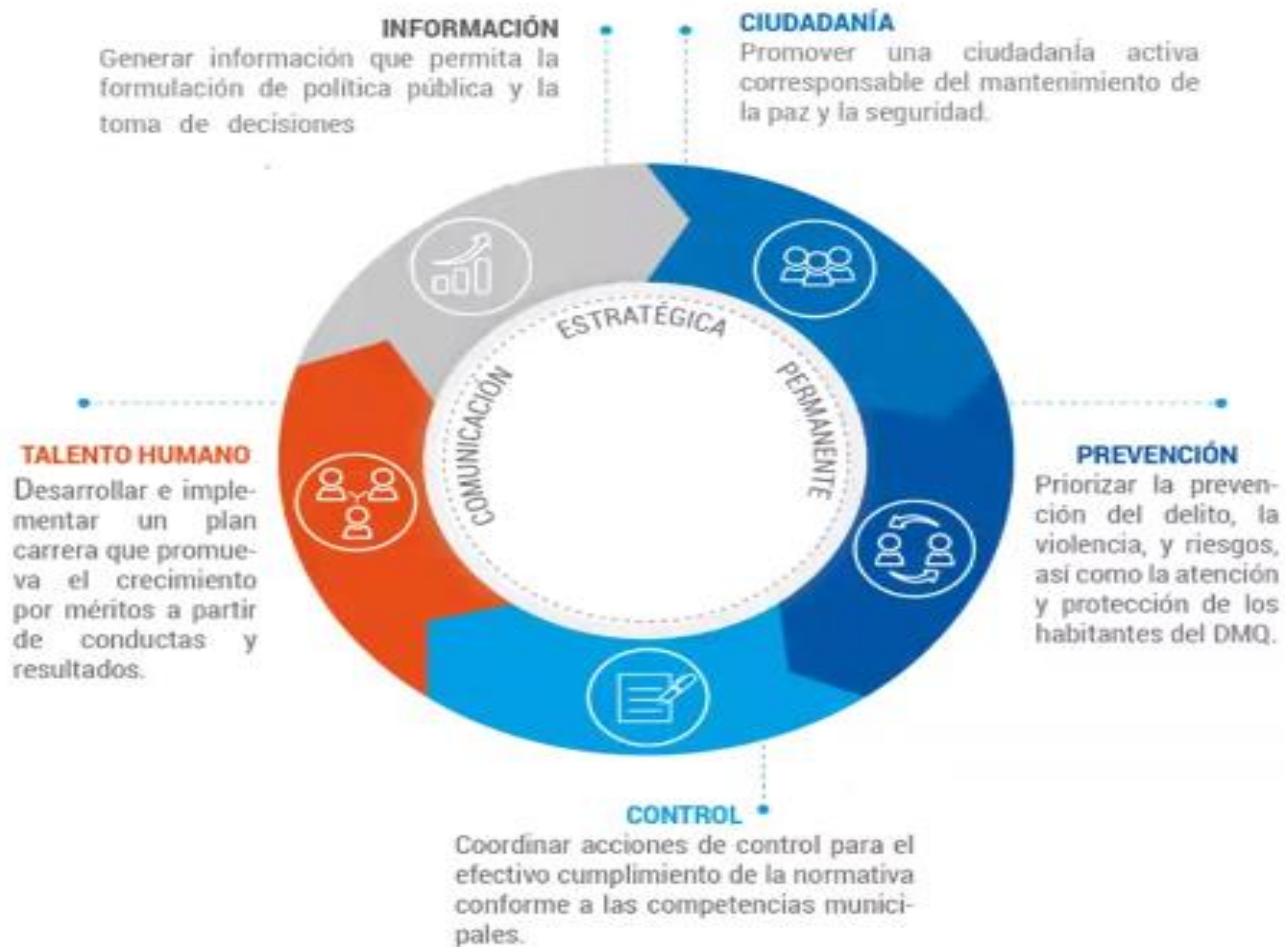 INFORMACIÓN
Generar información que permita la
formulación de política pública y la
toma de decisiones
CIUDADANÍA
Promover una ciudadanía activa
corresponsable del mantenimiento de
la paz y la seguridad.
COMUNICACIÓN
ESTRATÉGICA
PERMANENTE
TALENTO HUMANO
Desarrollar e imple-
mentar un plan
carrera que promue-
va el crecimiento
por méritos a partir
de conductas y
resultados.
PREVENCIÓN
Priorizar la preven-
ción del delito, la
violencia, y riesgos,
así como la atención
y protección de los
habitantes del DMQ.
CONTROL
Coordinar acciones de control para el
efectivo cumplimiento de la normativa
conforme a las competencias munici-
pales.